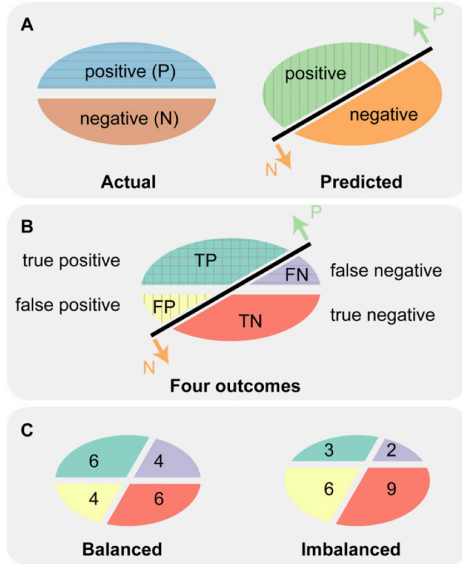 A
P
positive (P)
positive
negative (N)
negative
N
Actual
Predicted
B
P
true positive
TP
FN
false negative
false positive
FP
TN
true negative
N
Four outcomes
C
6
4
3
2
4
6
6
9
Balanced
Imbalanced